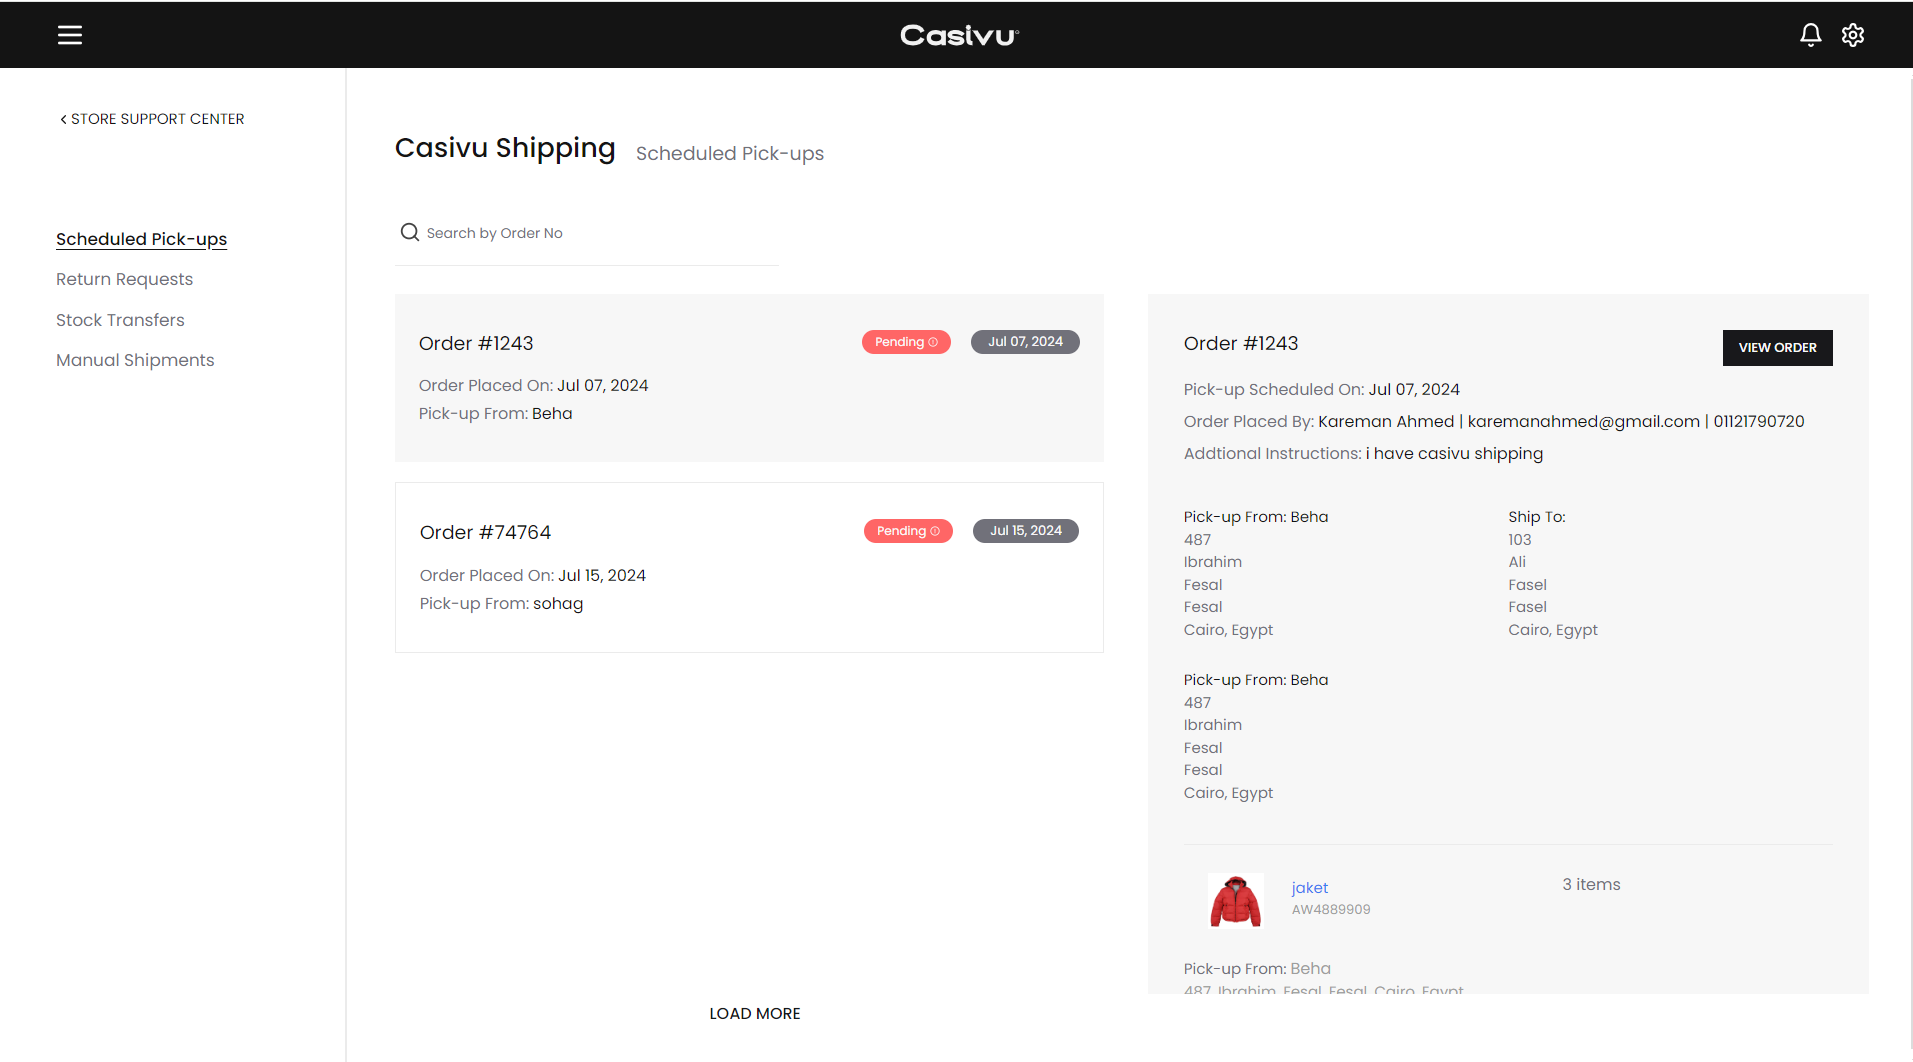 Casivu
STORE SUPPORT CENTER
Casivu Shipping Scheduled Pick-ups
Scheduled Pick-ups
Return Requests
Stock Transfers
Manual Shipments
Search by Order No
Order #1243 Pending Jul 07, 2024
Order Placed On: Jul 07, 2024
Pick-up From: Beha
Order #74764 Pending Jul 15, 2024
Order Placed On: Jul 15, 2024
Pick-up From: sohag
LOAD MORE
Order #1243 VIEW ORDER
Pick-up Scheduled On: Jul 07, 2024
Order Placed By: Kareman Ahmed | karemanahmed@gmail.com | 01121790720
Addtional Instructions: i have casivu shipping
Pick-up From: Beha
487
Ibrahim
Fesal
Fesal
Cairo, Egypt
Ship To:
103
Ali
Fasel
Fasel
Cairo, Egypt
Pick-up From: Beha
487
Ibrahim
Fesal
Fesal
Cairo, Egypt
jaket 3 items
AW4889909
Pick-up From: Beha
487, Ibrahim, Fesal, Fesal, Cairo, Egypt